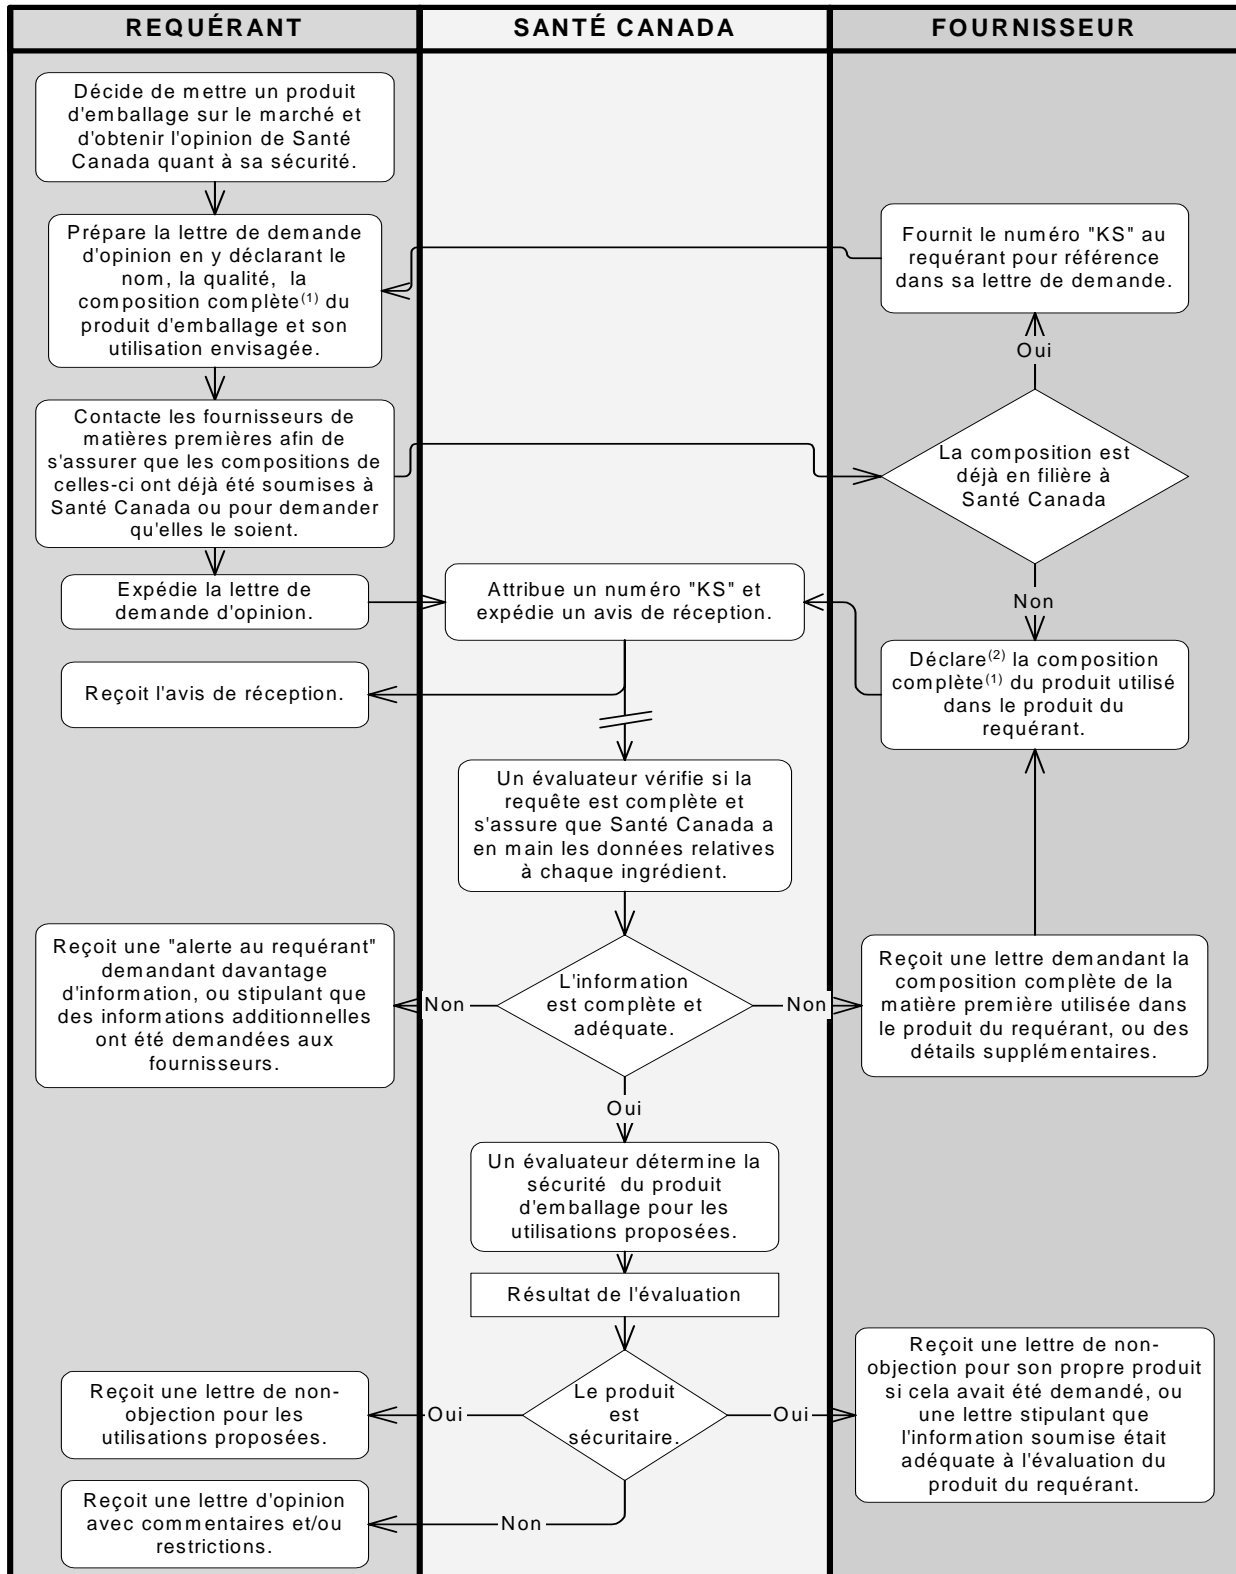 REQUÉRANT
SANTÉ CANADA
FOURNISSEUR
Décide de mettre un produit
d'emballage sur le marché et
d'obtenir l'opinion de Santé
Canada quant à sa sécurité.
Prépare la lettre de demande
d'opinion en y déclarant le
nom, la qualité, la
composition complète(1) du
produit d'emballage et son
utilisation envisagée.
Fournit le numéro "KS" au
requérant pour référence
dans sa lettre de demande.
Oui
Contacte les fournisseurs de
matières premières afin de
s'assurer que les compositions de
celles-ci ont déjà été soumises à
Santé Canada ou pour demander
qu'elles le soient.
La composition est
déjà en filière à
Santé Canada
Non
Expédie la lettre de
demande d'opinion.
Attribue un numéro "KS" et
expédie un avis de réception.
Déclare(2) la composition
complète(1) du produit utilisé
dans le produit du
requérant.
Reçoit l'avis de réception.
Un évaluateur vérifie si la
requête est complète et
s'assure que Santé Canada a
en main les données relatives
à chaque ingrédient.
Reçoit une "alerte au requérant"
demandant davantage
d'information, ou stipulant que
des informations additionnelles
ont été demandées aux
fournisseurs.
Non
L'information
est complète et
adéquate.
Non
Reçoit une lettre demandant la
composition complète de la
matière première utilisée dans
le produit du requérant, ou des
détails supplémentaires.
Oui
Un évaluateur détermine la
sécurité du produit
d'emballage pour les
utilisations proposées.
Résultat de l'évaluation
Reçoit une lettre de non-
objection pour les
utilisations proposées.
Oui
Le produit
est
sécuritaire.
Oui
Reçoit une lettre de non-
objection pour son propre produit
si cela avait été demandé, ou
une lettre stipulant que
l'information soumise était
adéquate à l'évaluation du
produit du requérant.
Reçoit une lettre d'opinion
avec commentaires et/ou
restrictions.
Non